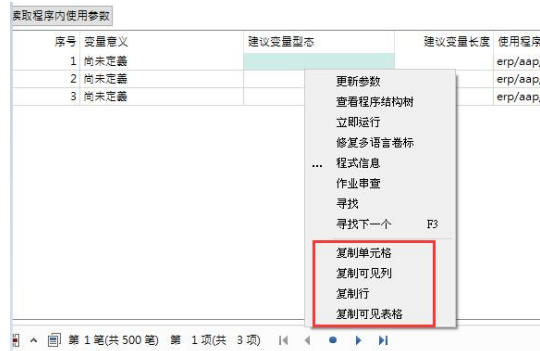 读取程序内使用参数
序号 变量意义 建议变量型态 建议变量长度 使用程序
1 尚未定義 erp/aap,
2 尚未定義 erp/aap,
3 尚未定義 erp/aap,
更新参数
查看程序结构树
立即运行
修复多语言卷标
... 程式信息
作业串查
寻找
寻找下一个 F3
复制单元格
复制可见列
复制行
复制可见表格
第 1 笔(共 500 笔) 第 1 项(共 3 项)